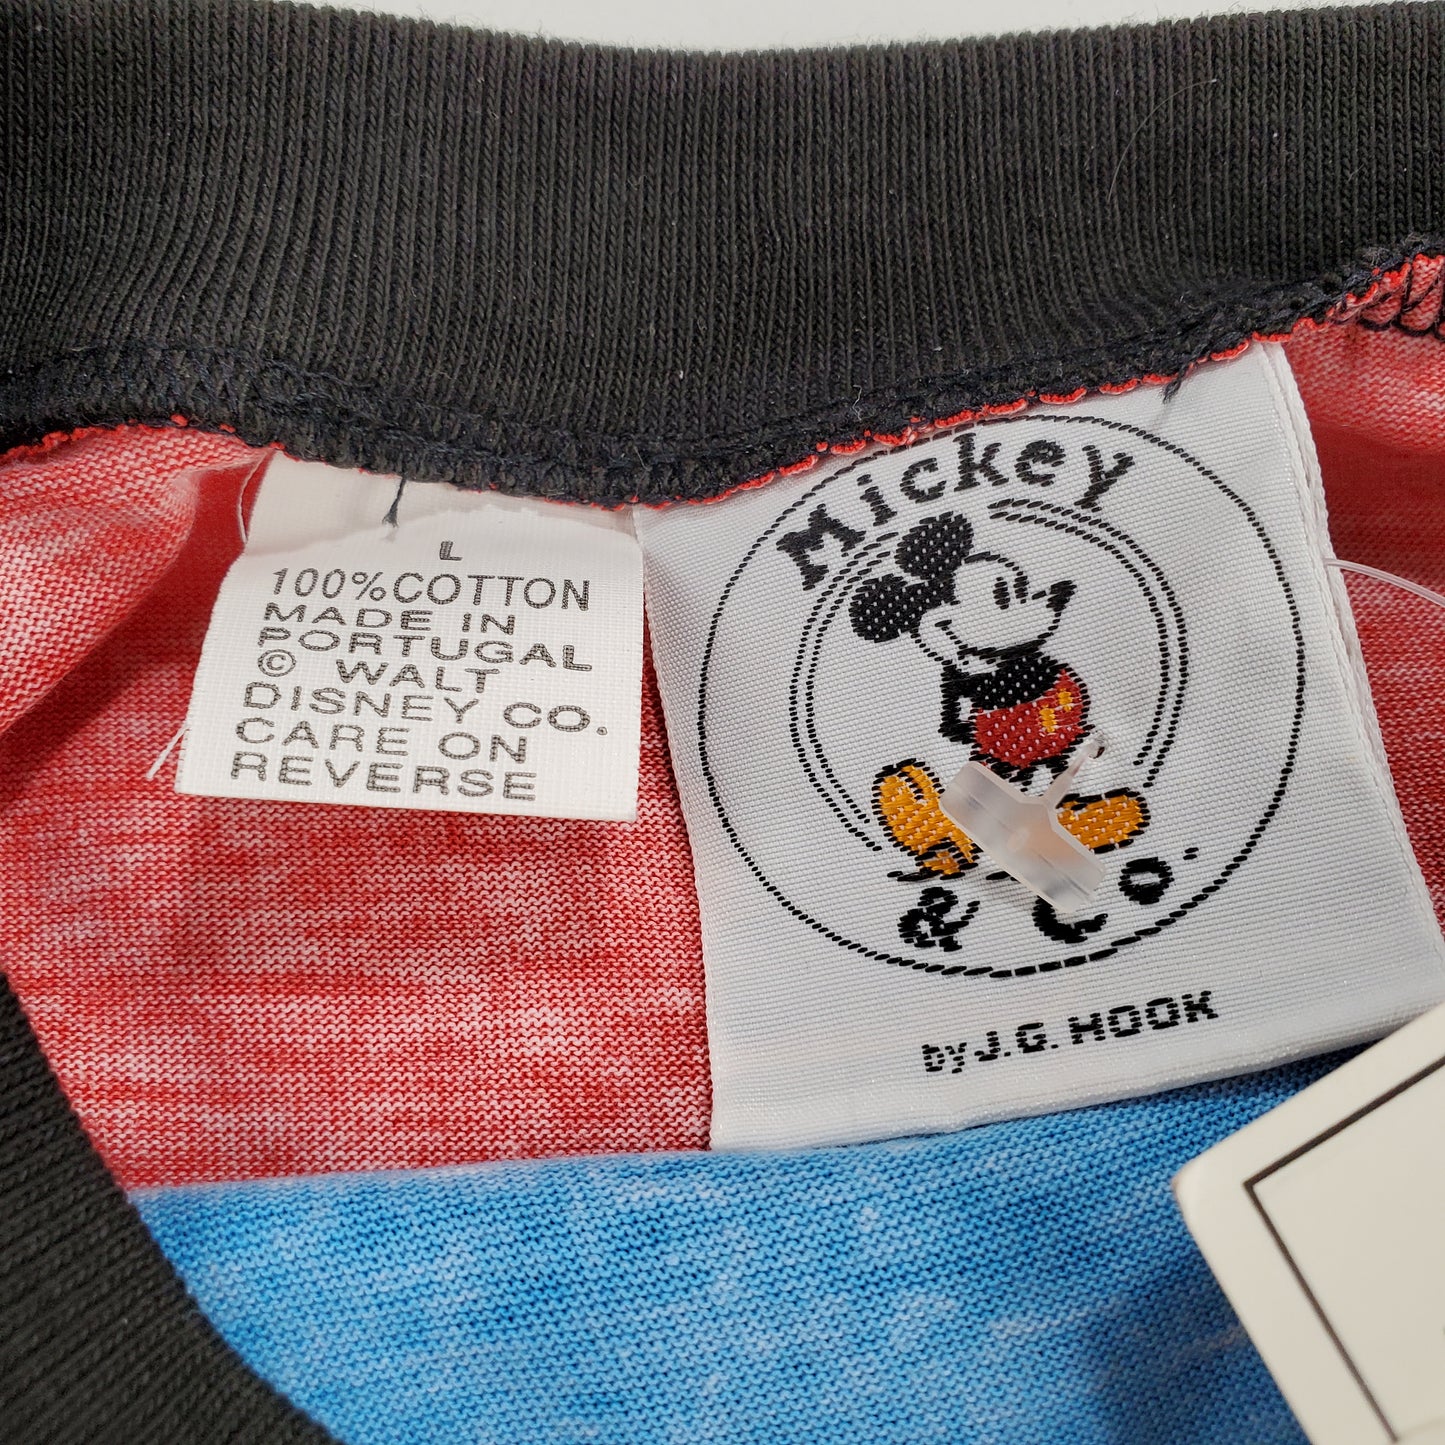 L
100% COTTON
MADE IN
PORTUGAL
© WALT
DISNEY CO.
CARE ON
REVERSE
Mickey
& Co.
by J.G. HOOK